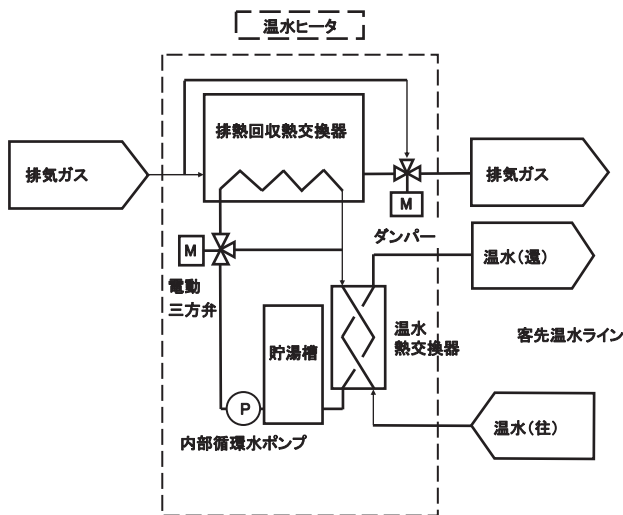 温水ヒータ
排熱回収熱交換器
排気ガス
排気ガス
M
ダンパー
M
温水（還）
電動
三方弁
温水
熱交換器
客先温水ライン
貯湯槽
P
温水（往）
内部循環水ポンプ